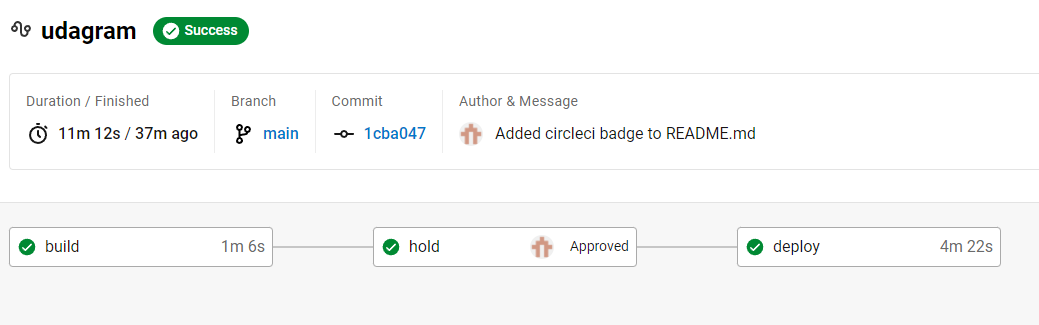 udagram Success
Duration / Finished Branch Commit Author & Message
11m 12s / 37m ago main 1cba047 Added circleci badge to README.md
build 1m 6s hold Approved deploy 4m 22s